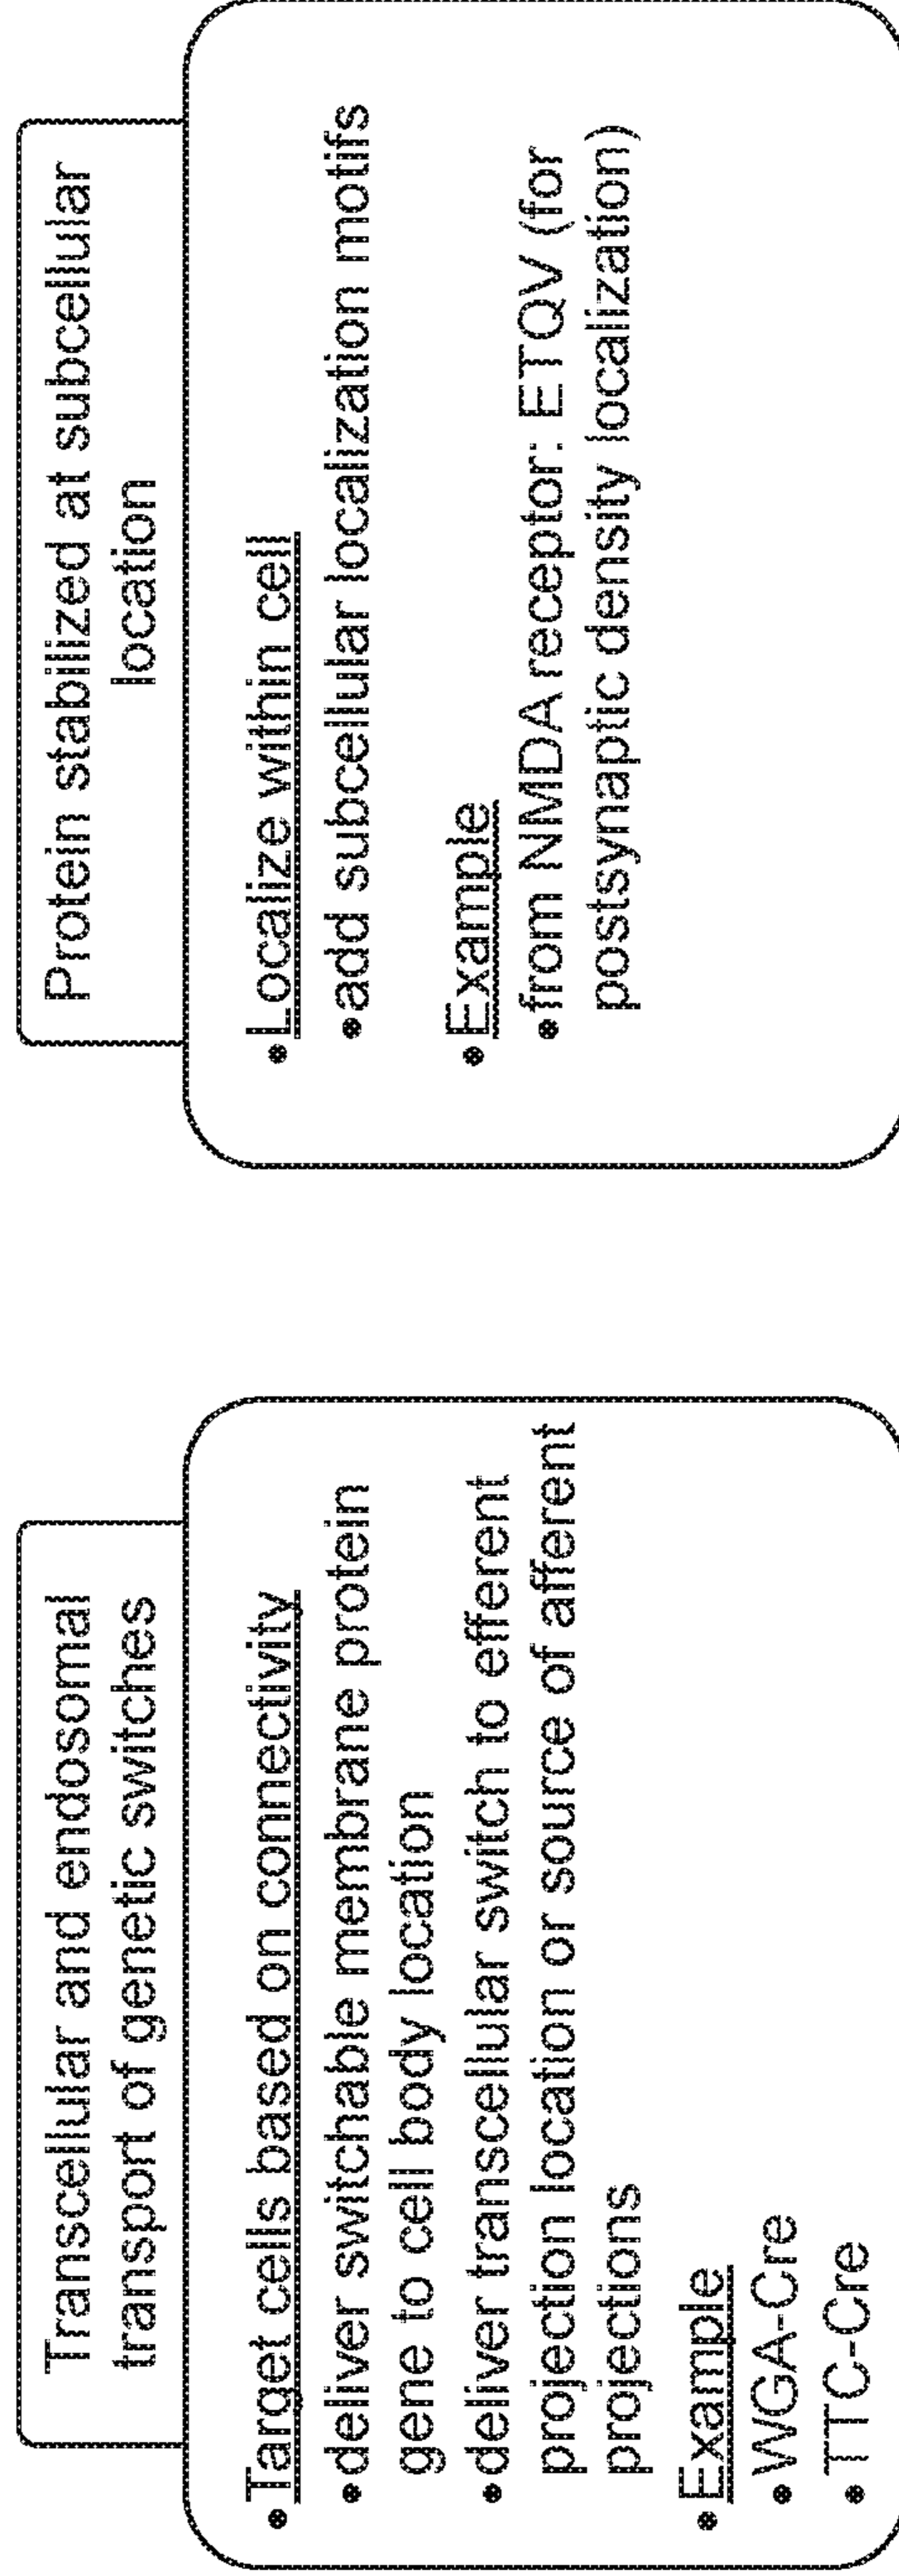 Transcellular and endosomal
transport of genetic switches
•Target cells based on connectivity
•deliver switchable membrane protein
gene to cell body location
•deliver transcellular switch to efferent
projection location or source of afferent
projections
•Example
•WGA-Cre
•TTC-Cre
Protein stabilized at subcellular
location
•Localize within cell
•add subcellular localization motifs
•Example
•from NMDA receptor: ETQV (for
postsynaptic density localization)